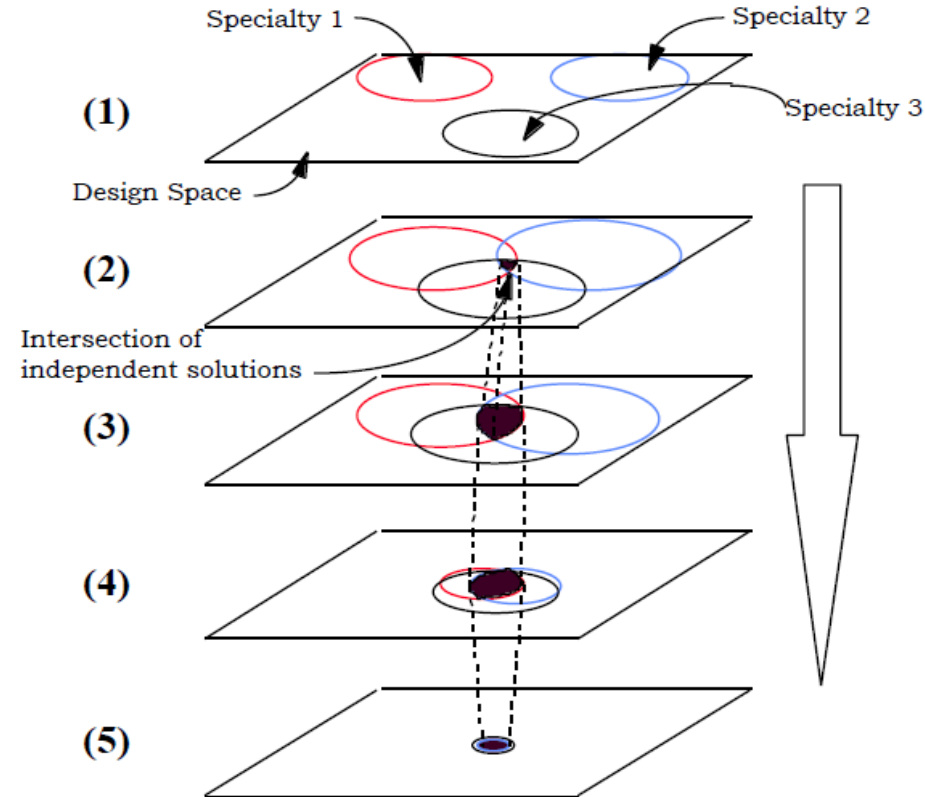 Specialty 1
Specialty 2
(1)
Specialty 3
Design Space
(2)
Intersection of
independent solutions
(3)
(4)
(5)